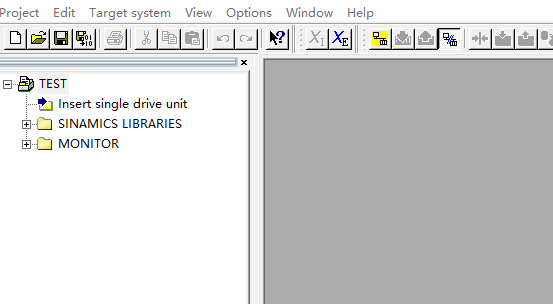 Project Edit Target system View Options Window Help
TEST
Insert single drive unit
SINAMICS LIBRARIES
MONITOR